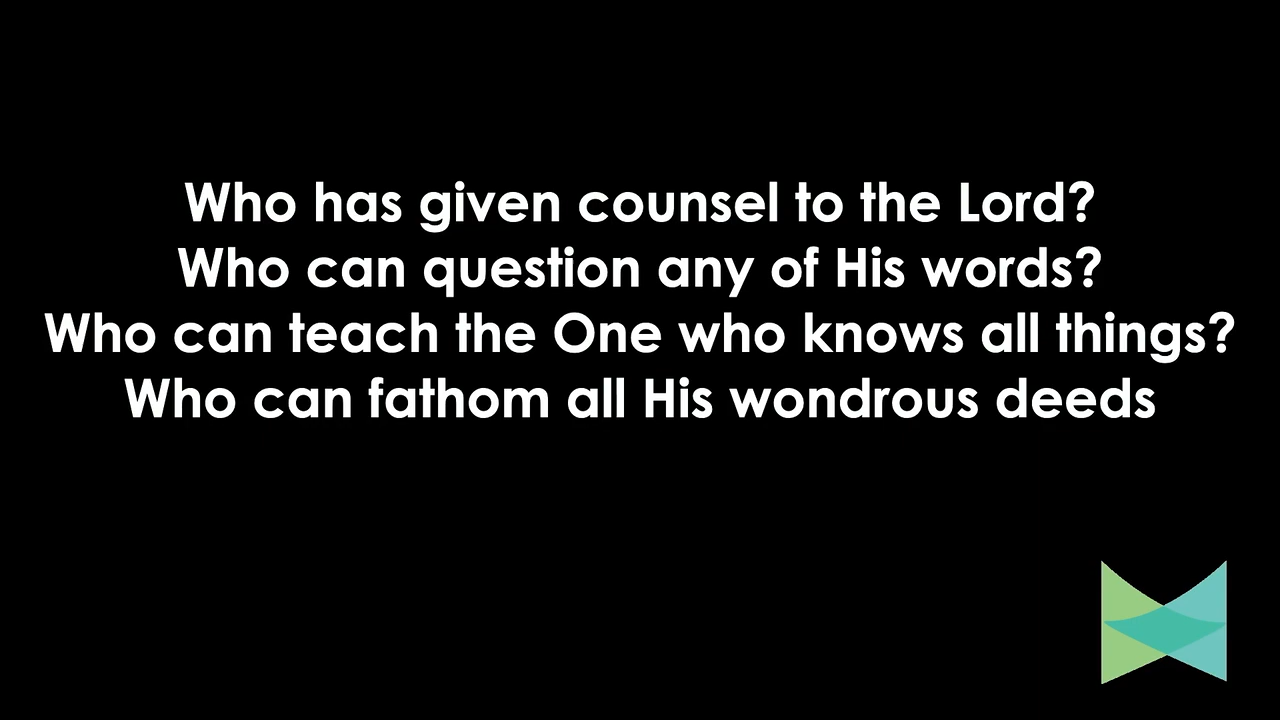 Who has given counsel to the Lord?
Who can question any of His words?
Who can teach the One who knows all things?
Who can fathom all His wondrous deeds